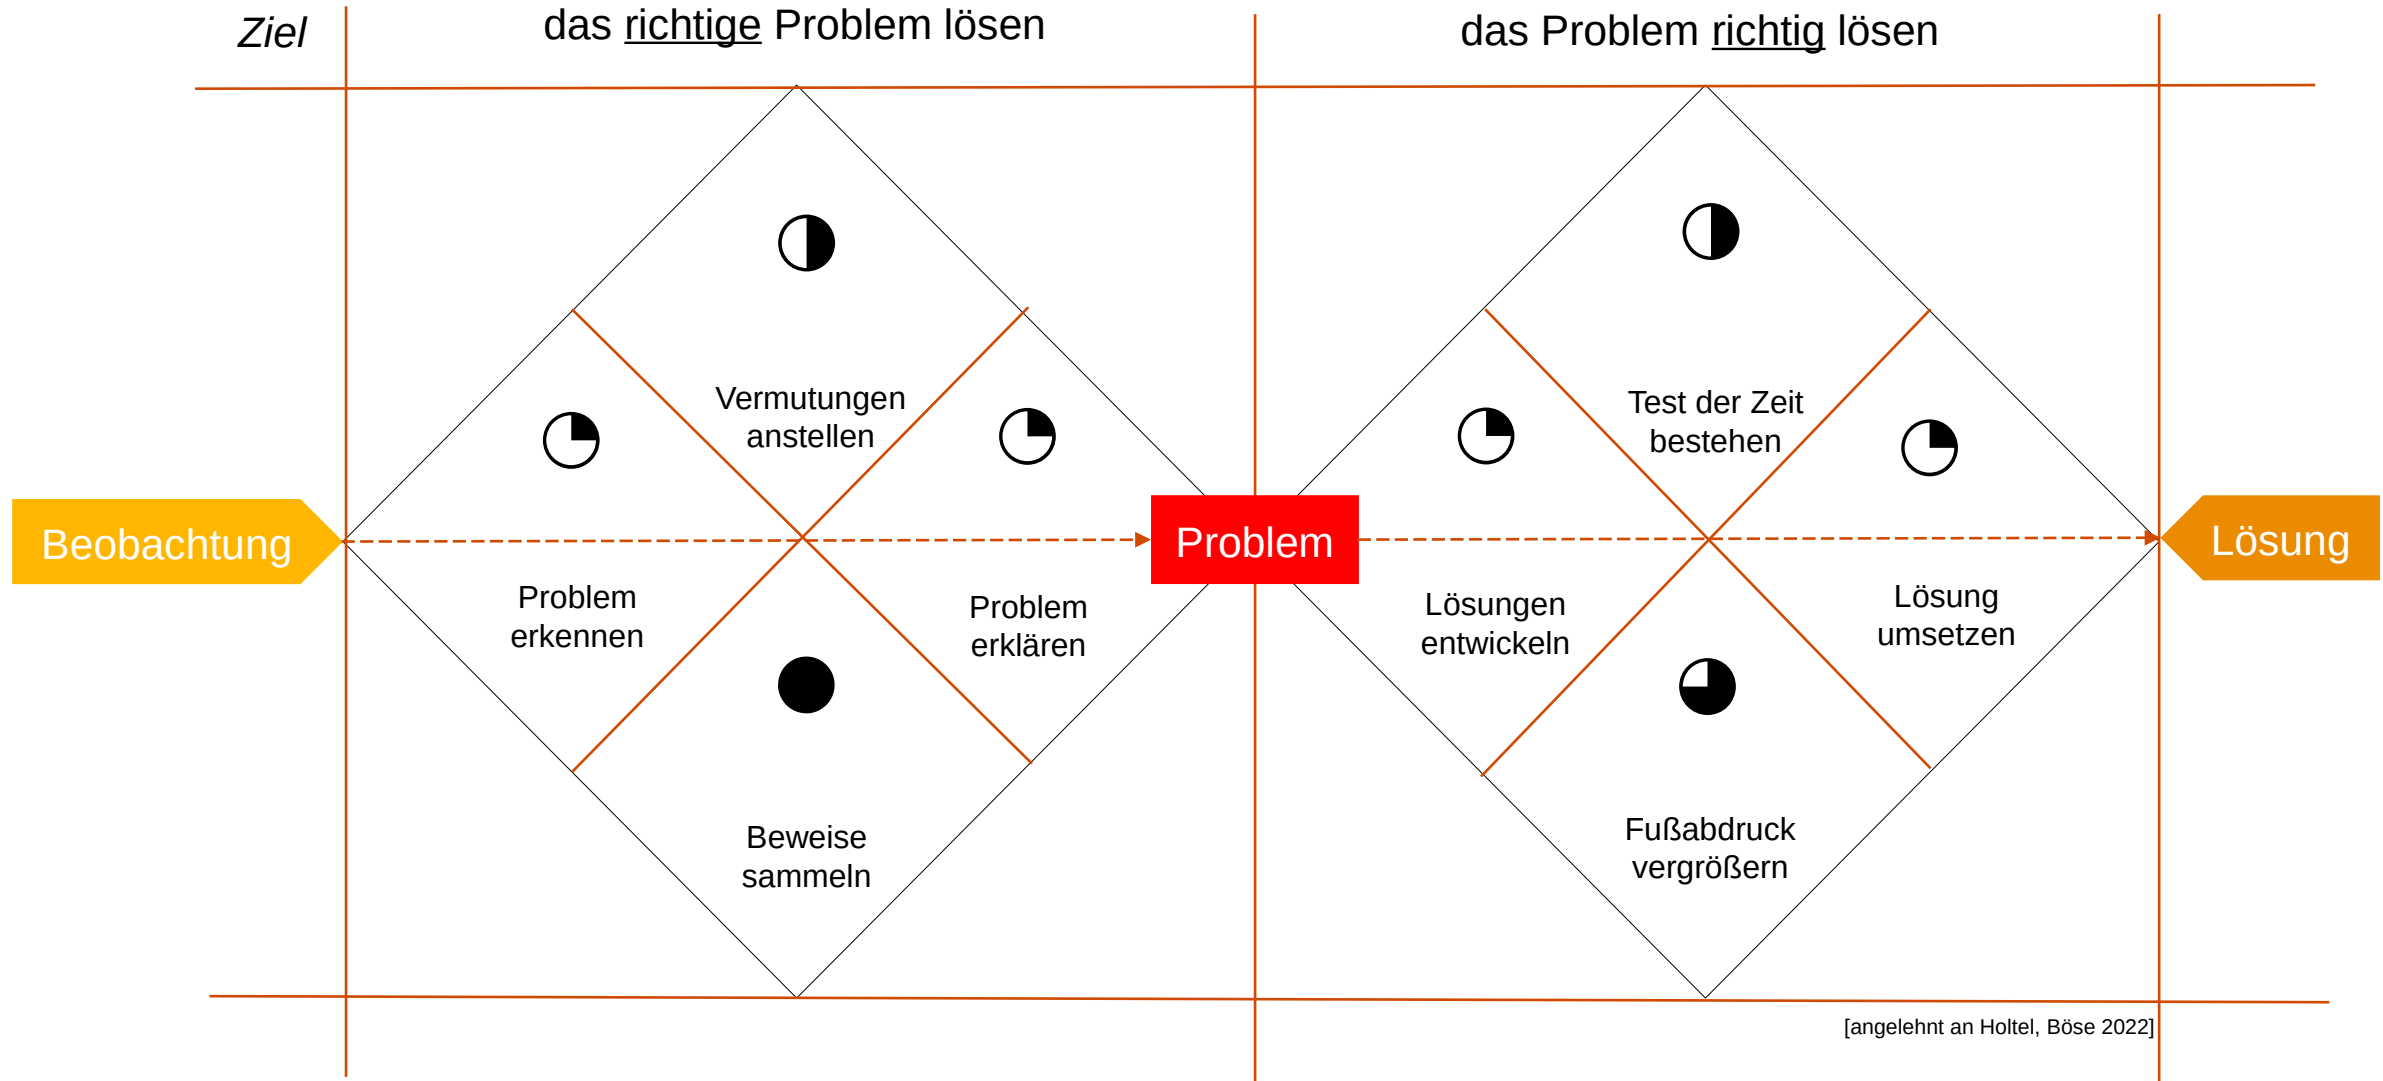 Ziel
das richtige Problem lösen
das Problem richtig lösen
Vermutungen
anstellen
Test der Zeit
bestehen
Beobachtung
Problem
Lösung
Problem
erkennen
Problem
erklären
Lösungen
entwickeln
Lösung
umsetzen
Beweise
sammeln
Fußabdruck
vergrößern
[angelehnt an Holtel, Böse 2022]